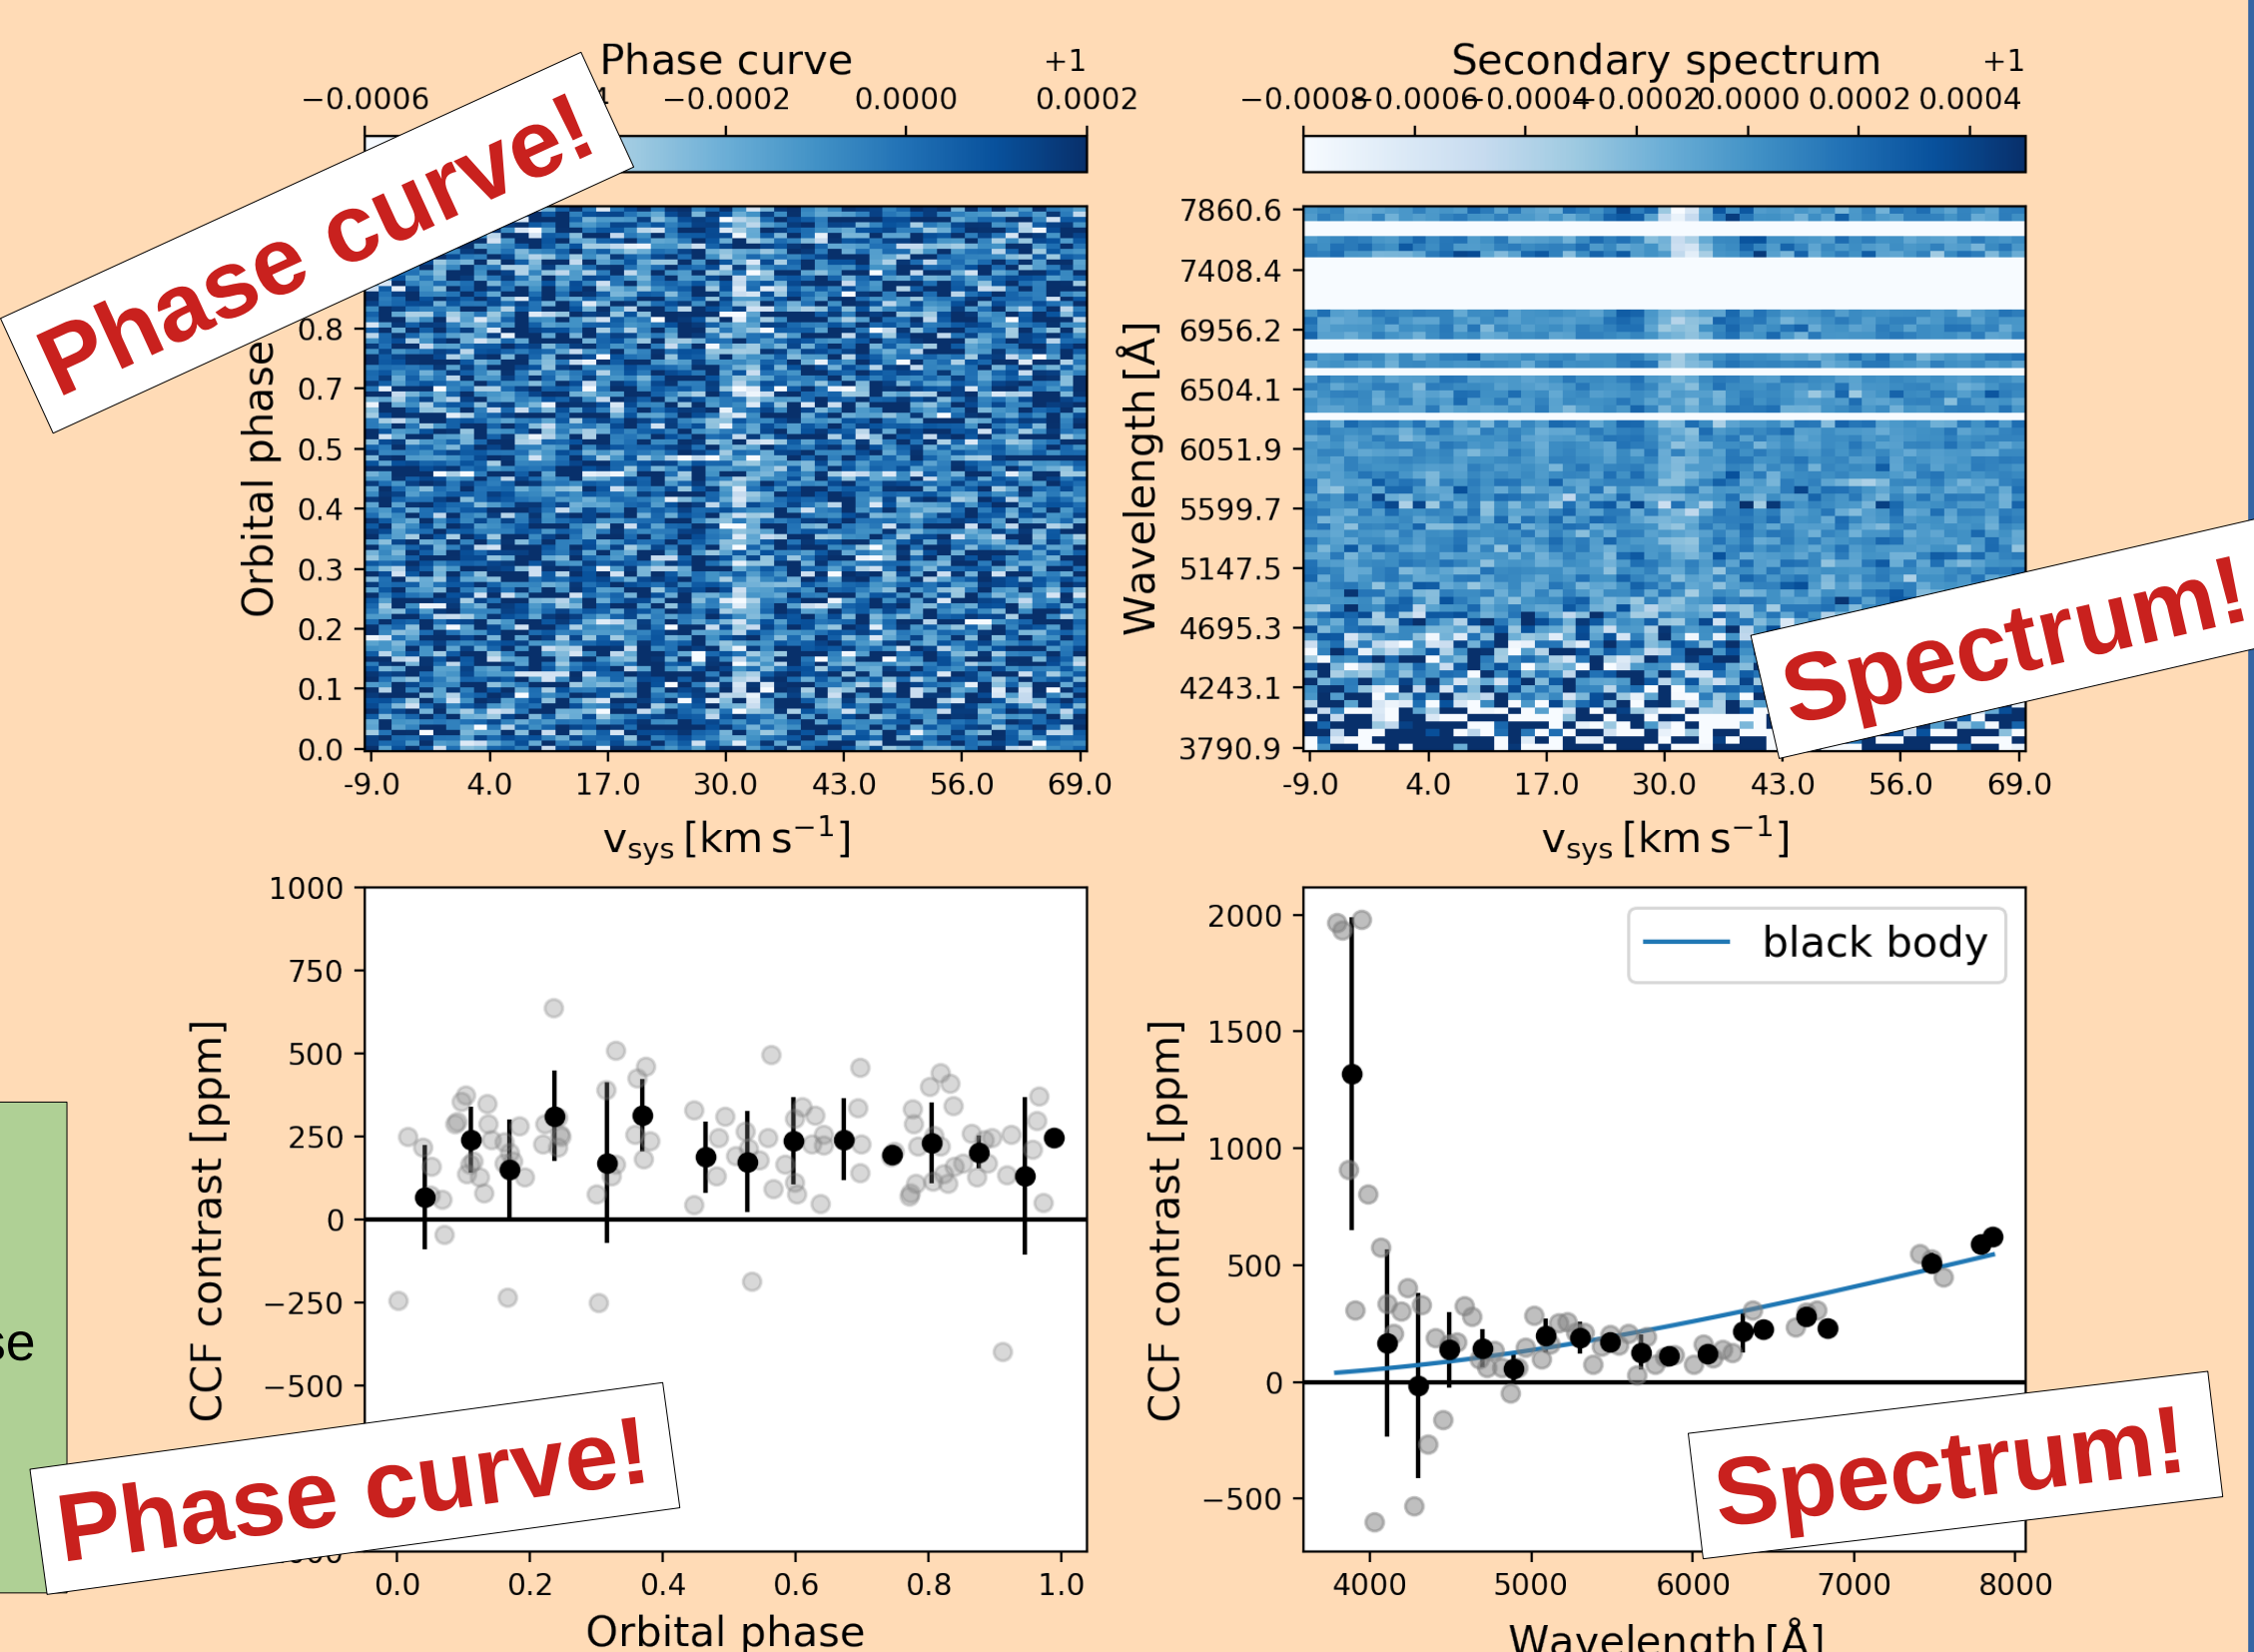 Phase curve
+1
−0.0006
−0.0002 0.0000 0.0002
Phase curve!
Orbital phase
0.8
0.7
0.6
0.5
0.4
0.3
0.2
0.1
0.0
-9.0 4.0 17.0 30.0 43.0 56.0 69.0
vsys [km s−1]
Secondary spectrum
+1
−0.0008 −0.0006 −0.0004 −0.0002 0.0000 0.0002 0.0004
Wavelength [Å]
7860.6
7408.4
6956.2
6504.1
6051.9
5599.7
5147.5
4695.3
4243.1
3790.9
Spectrum!
-9.0 4.0 17.0 30.0 43.0 56.0 69.0
vsys [km s−1]
CCF contrast [ppm]
1000
750
500
250
0
−250
−500
Phase curve!
0.0 0.2 0.4 0.6 0.8 1.0
Orbital phase
CCF contrast [ppm]
black body
2000
1500
1000
500
0
−500
Spectrum!
4000 5000 6000 7000 8000
Wavelength [Å]